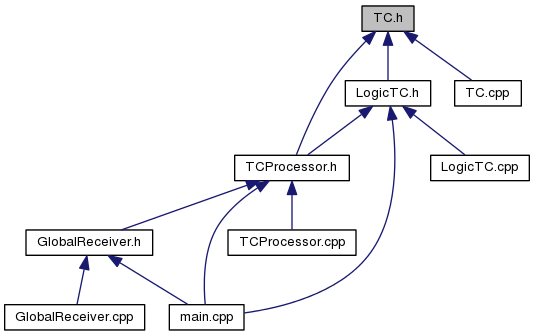 TC.h
LogicTC.h
TC.cpp
TCProcessor.h
LogicTC.cpp
GlobalReceiver.h
TCProcessor.cpp
GlobalReceiver.cpp
main.cpp